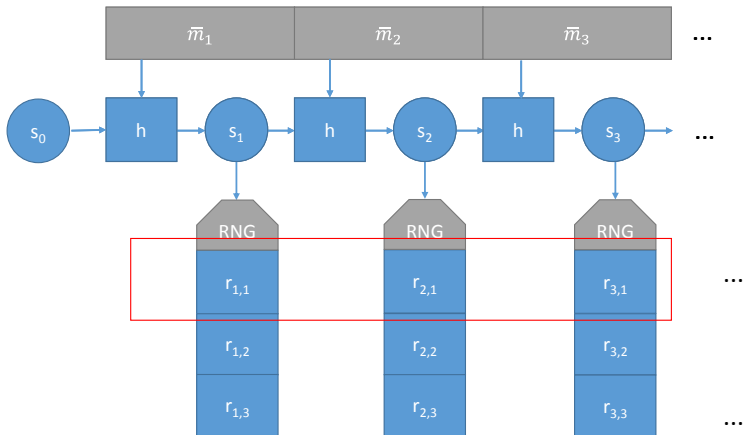 m̅₁ m̅₂ m̅₃ ...
s₀ h s₁ h s₂ h s₃ ...
RNG RNG RNG
r₁,₁ r₂,₁ r₃,₁ ...
r₁,₂ r₂,₂ r₃,₂
r₁,₃ r₂,₃ r₃,₃ ...